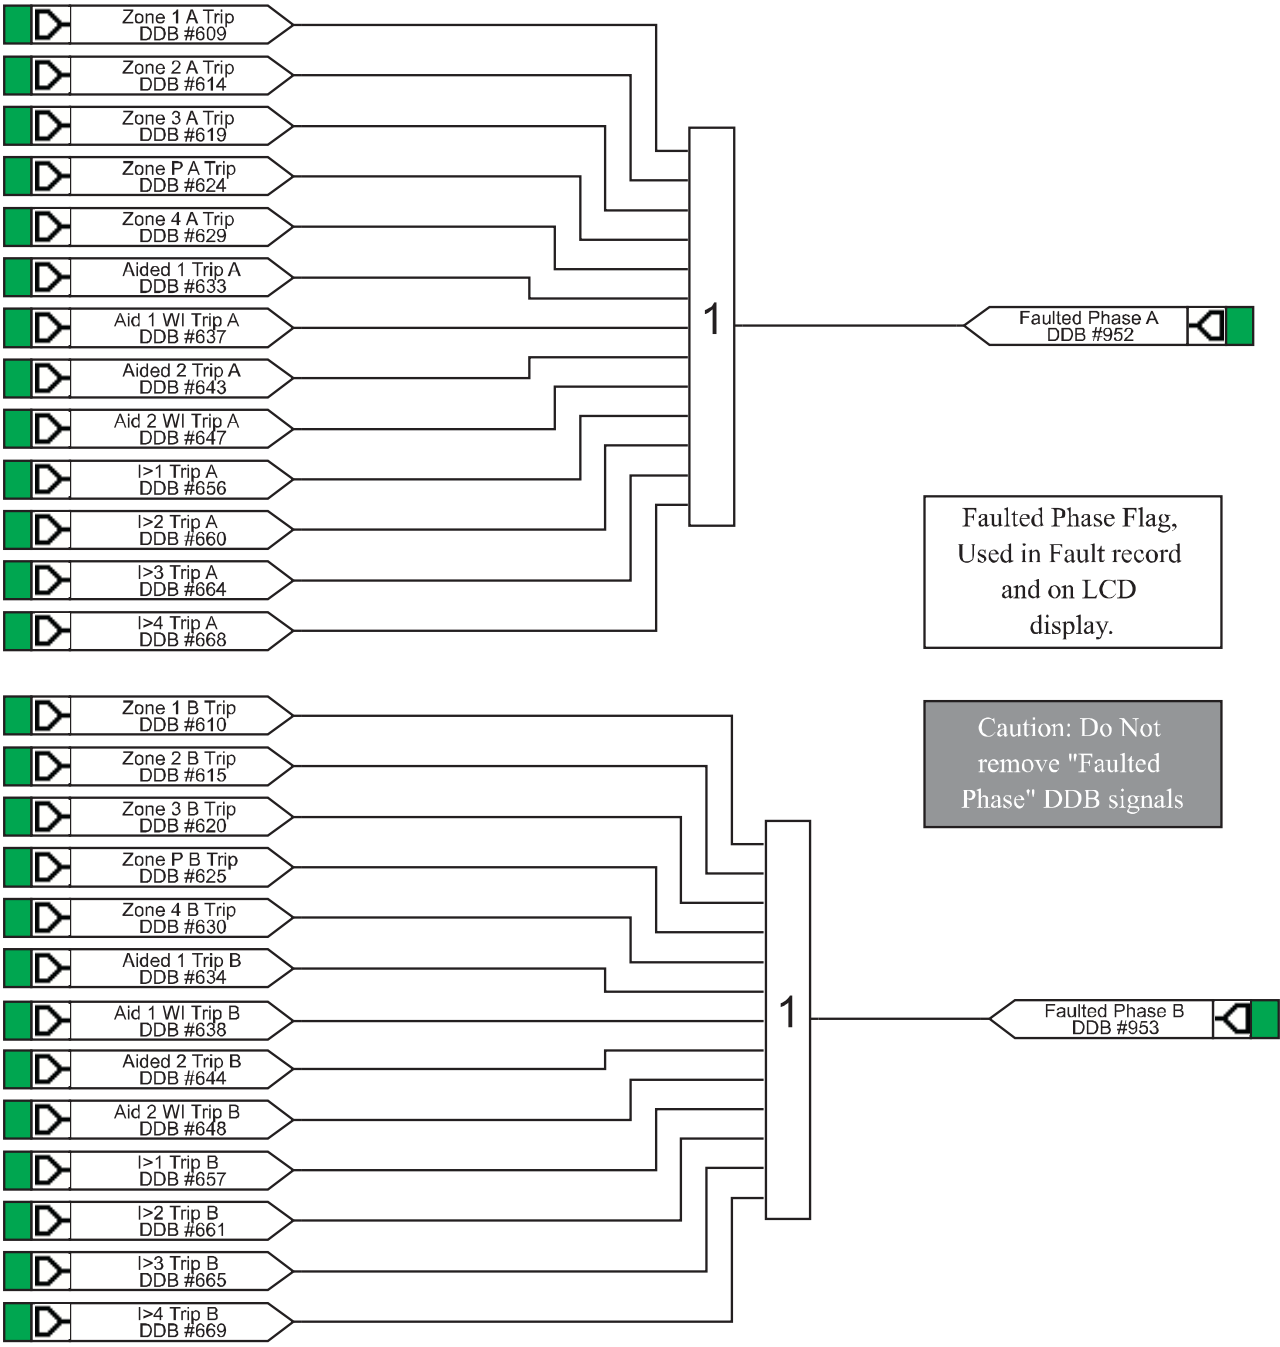 Zone 1 A Trip
DDB #609
Zone 2 A Trip
DDB #614
Zone 3 A Trip
DDB #619
Zone P A Trip
DDB #624
Zone 4 A Trip
DDB #629
Aided 1 Trip A
DDB #633
Aid 1 WI Trip A
DDB #637
Aided 2 Trip A
DDB #643
Aid 2 WI Trip A
DDB #647
I>1 Trip A
DDB #656
I>2 Trip A
DDB #660
I>3 Trip A
DDB #664
I>4 Trip A
DDB #668
1
Faulted Phase A
DDB #952
Faulted Phase Flag,
Used in Fault record
and on LCD
display.
Caution: Do Not
remove "Faulted
Phase" DDB signals
Zone 1 B Trip
DDB #610
Zone 2 B Trip
DDB #615
Zone 3 B Trip
DDB #620
Zone P B Trip
DDB #625
Zone 4 B Trip
DDB #630
Aided 1 Trip B
DDB #634
Aid 1 WI Trip B
DDB #638
Aided 2 Trip B
DDB #644
Aid 2 WI Trip B
DDB #648
I>1 Trip B
DDB #657
I>2 Trip B
DDB #661
I>3 Trip B
DDB #665
I>4 Trip B
DDB #669
1
Faulted Phase B
DDB #953